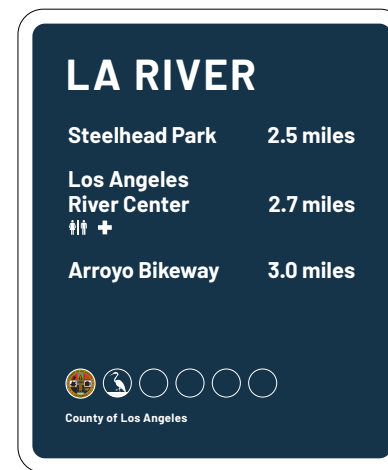 LA RIVER
Steelhead Park 2.5 miles
Los Angeles
River Center 2.7 miles
Arroyo Bikeway 3.0 miles
County of Los Angeles